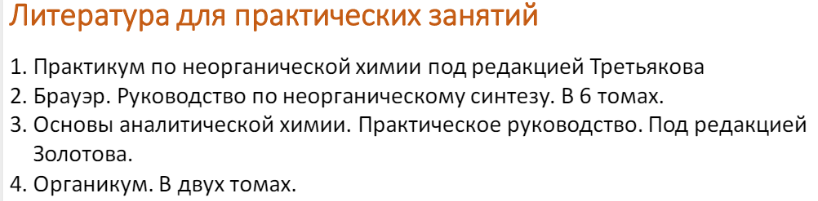 Литература для практических занятий
1. Практикум по неорганической химии под редакцией Третьякова
2. Брауэр. Руководство по неорганическому синтезу. В 6 томах.
3. Основы аналитической химии. Практическое руководство. Под редакцией
Золотова.
4. Органикум. В двух томах.